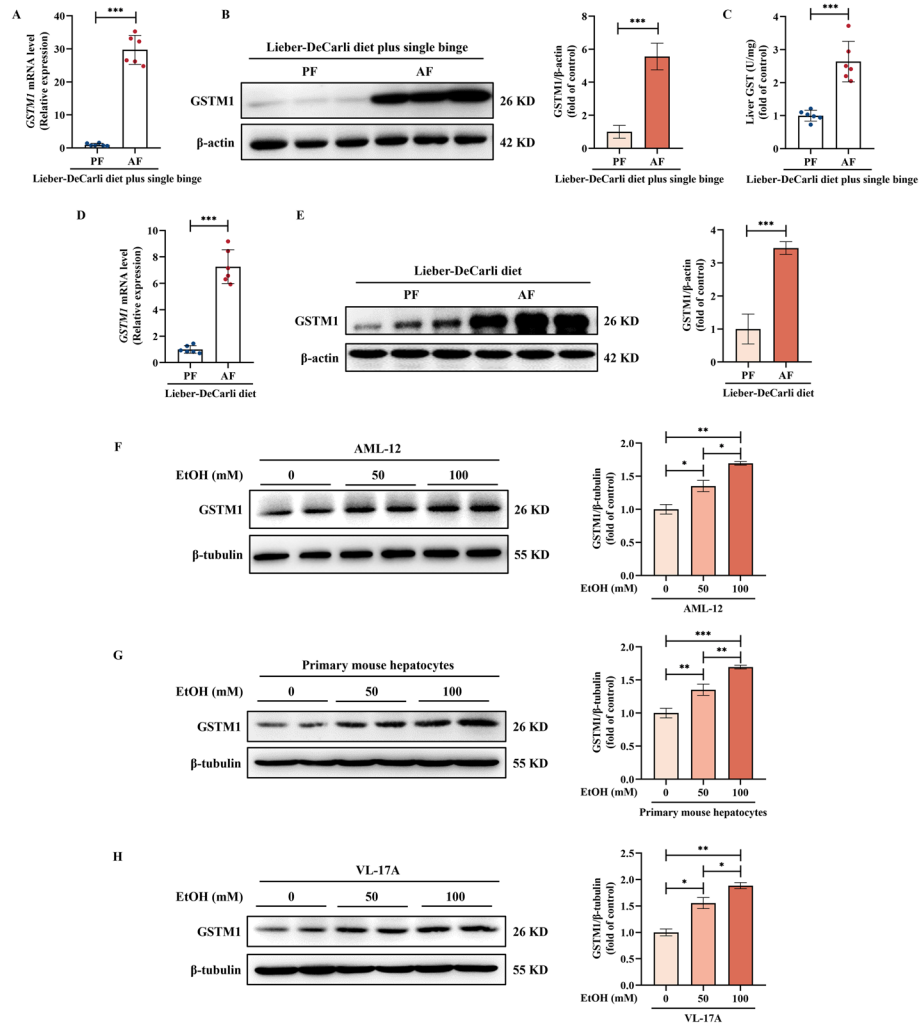 A
GSTM1 mRNA level
(Relative expression)
40
30
20
10
0
***
PF AF
Lieber-DeCarli diet plus single binge
B
Lieber-DeCarli diet plus single binge
PF AF
GSTM1 26 KD
β-actin 42 KD
GSTM1/β-actin
(fold of control)
8
6
4
2
0
***
PF AF
Lieber-DeCarli diet plus single binge
C
Liver GST (U/mg)
(fold of control)
4
3
2
1
0
***
PF AF
Lieber-DeCarli diet plus single binge
D
GSTM1 mRNA level
(Relative expression)
10
8
6
4
2
0
***
PF AF
Lieber-DeCarli diet
E
Lieber-DeCarli diet
PF AF
GSTM1 26 KD
β-actin 42 KD
GSTM1/β-actin
(fold of control)
4
3
2
1
0
***
PF AF
Lieber-DeCarli diet
F
AML-12
EtOH (mM) 0 50 100
GSTM1 26 KD
β-tubulin 55 KD
GSTM1/β-tubulin
(fold of control)
2.0
1.5
1.0
0.5
0.0
**
*
*
EtOH (mM) 0 50 100
AML-12
G
Primary mouse hepatocytes
EtOH (mM) 0 50 100
GSTM1 26 KD
β-tubulin 55 KD
GSTM1/β-tubulin
(fold of control)
2.0
1.5
1.0
0.5
0.0
***
**
**
EtOH (mM) 0 50 100
Primary mouse hepatocytes
H
VL-17A
EtOH (mM) 0 50 100
GSTM1 26 KD
β-tubulin 55 KD
GSTM1/β-tubulin
(fold of control)
2.5
2.0
1.5
1.0
0.5
0.0
**
*
*
EtOH (mM) 0 50 100
VL-17A